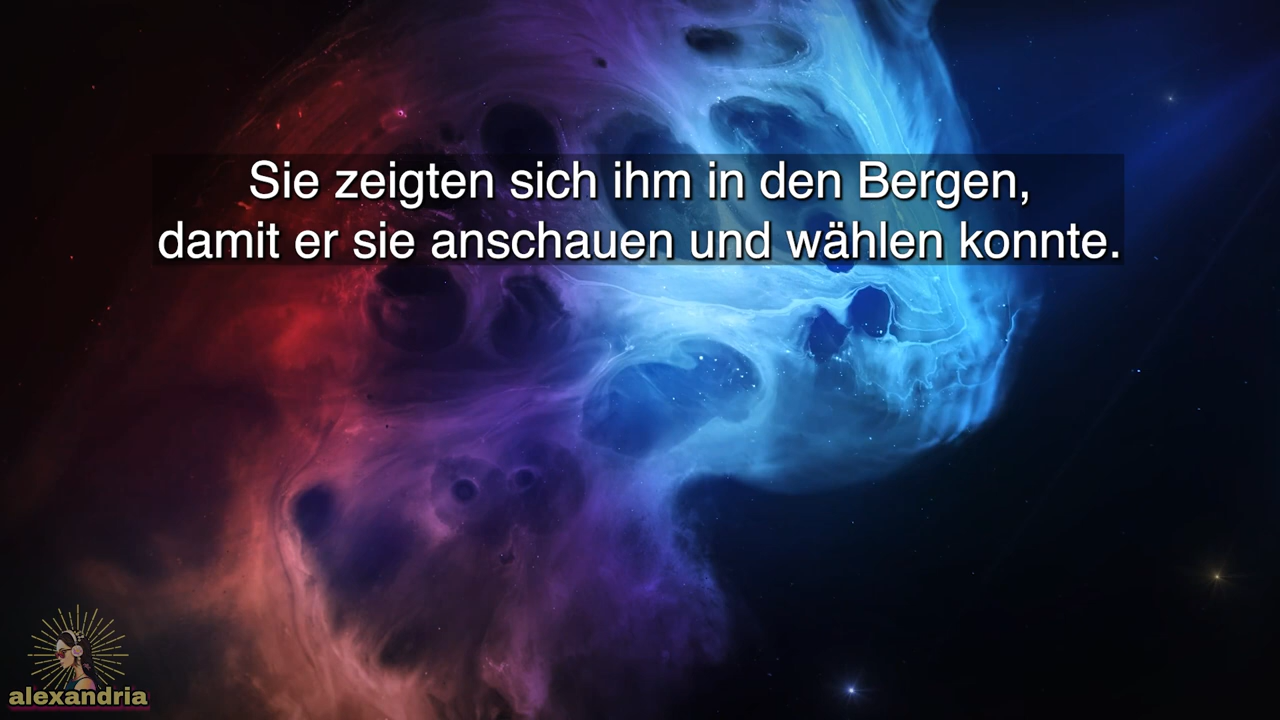 Sie zeigten sich ihm in den Bergen,
damit er sie anschauen und wählen konnte.
alexandria